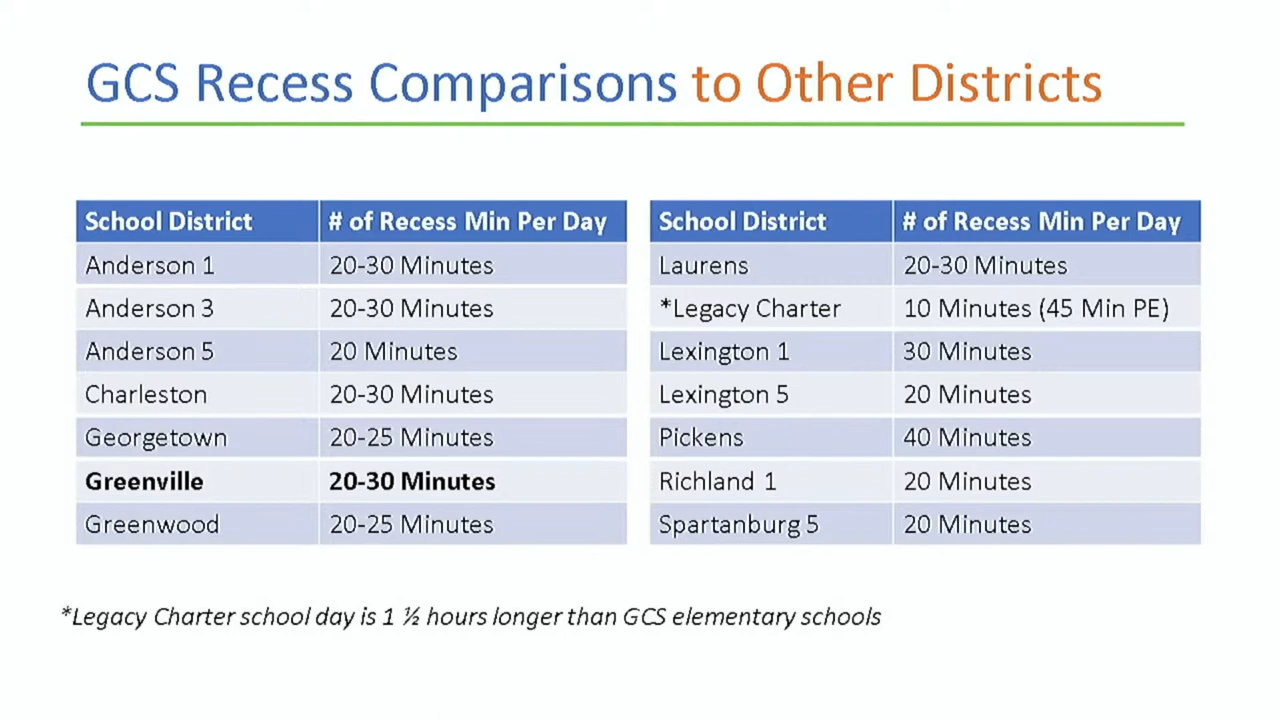 GCS Recess Comparisons to Other Districts
School District # of Recess Min Per Day
Anderson 1 20-30 Minutes
Anderson 3 20-30 Minutes
Anderson 5 20 Minutes
Charleston 20-30 Minutes
Georgetown 20-25 Minutes
Greenville 20-30 Minutes
Greenwood 20-25 Minutes
School District # of Recess Min Per Day
Laurens 20-30 Minutes
*Legacy Charter 10 Minutes (45 Min PE)
Lexington 1 30 Minutes
Lexington 5 20 Minutes
Pickens 40 Minutes
Richland 1 20 Minutes
Spartanburg 5 20 Minutes
*Legacy Charter school day is 1 ½ hours longer than GCS elementary schools